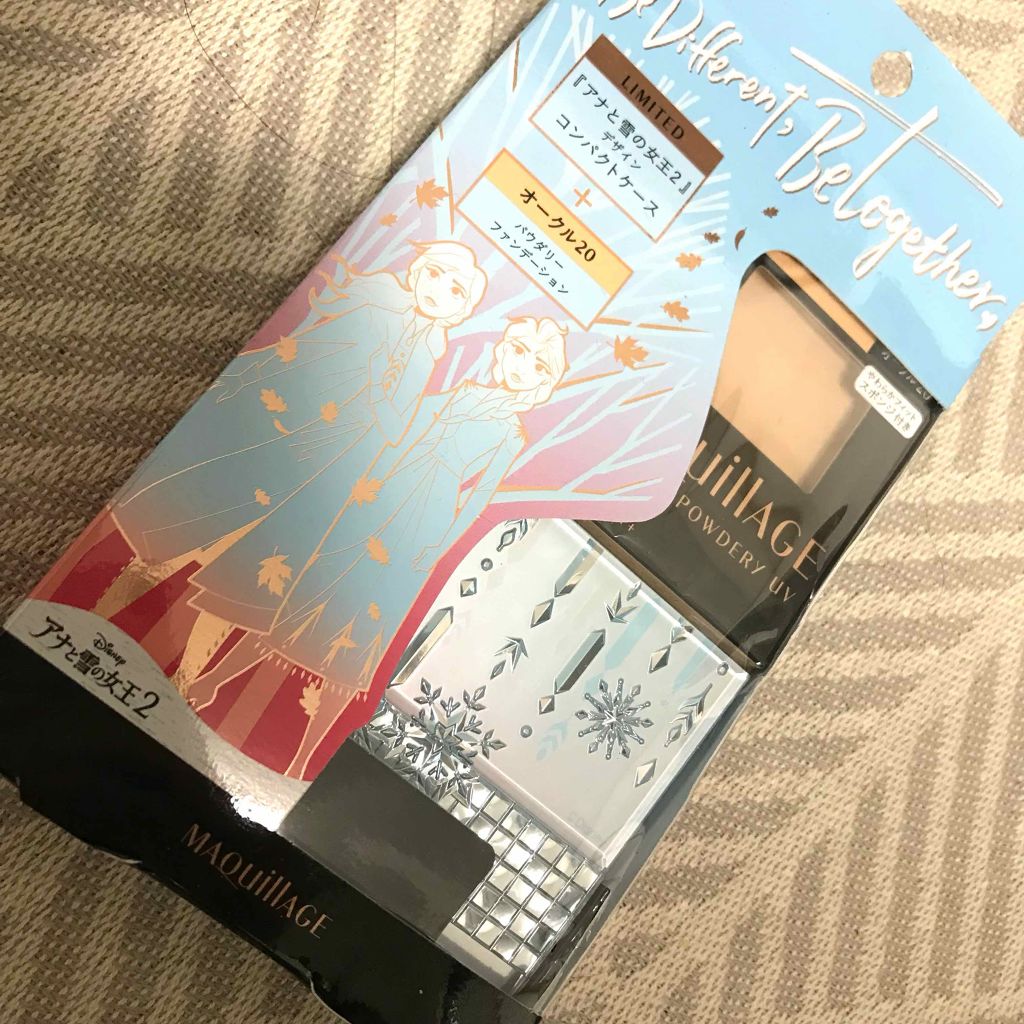 Be Different,
Be together,
LIMITED
『アナと雪の女王2』
デザイン
コンパクトケース
+
オークル20
パウダリー
ファンデーション
やわらかフィット
スポンジ付き
uillAGE
POWDERY UV
Disney
アナと雪の女王2
MAQuillAGE